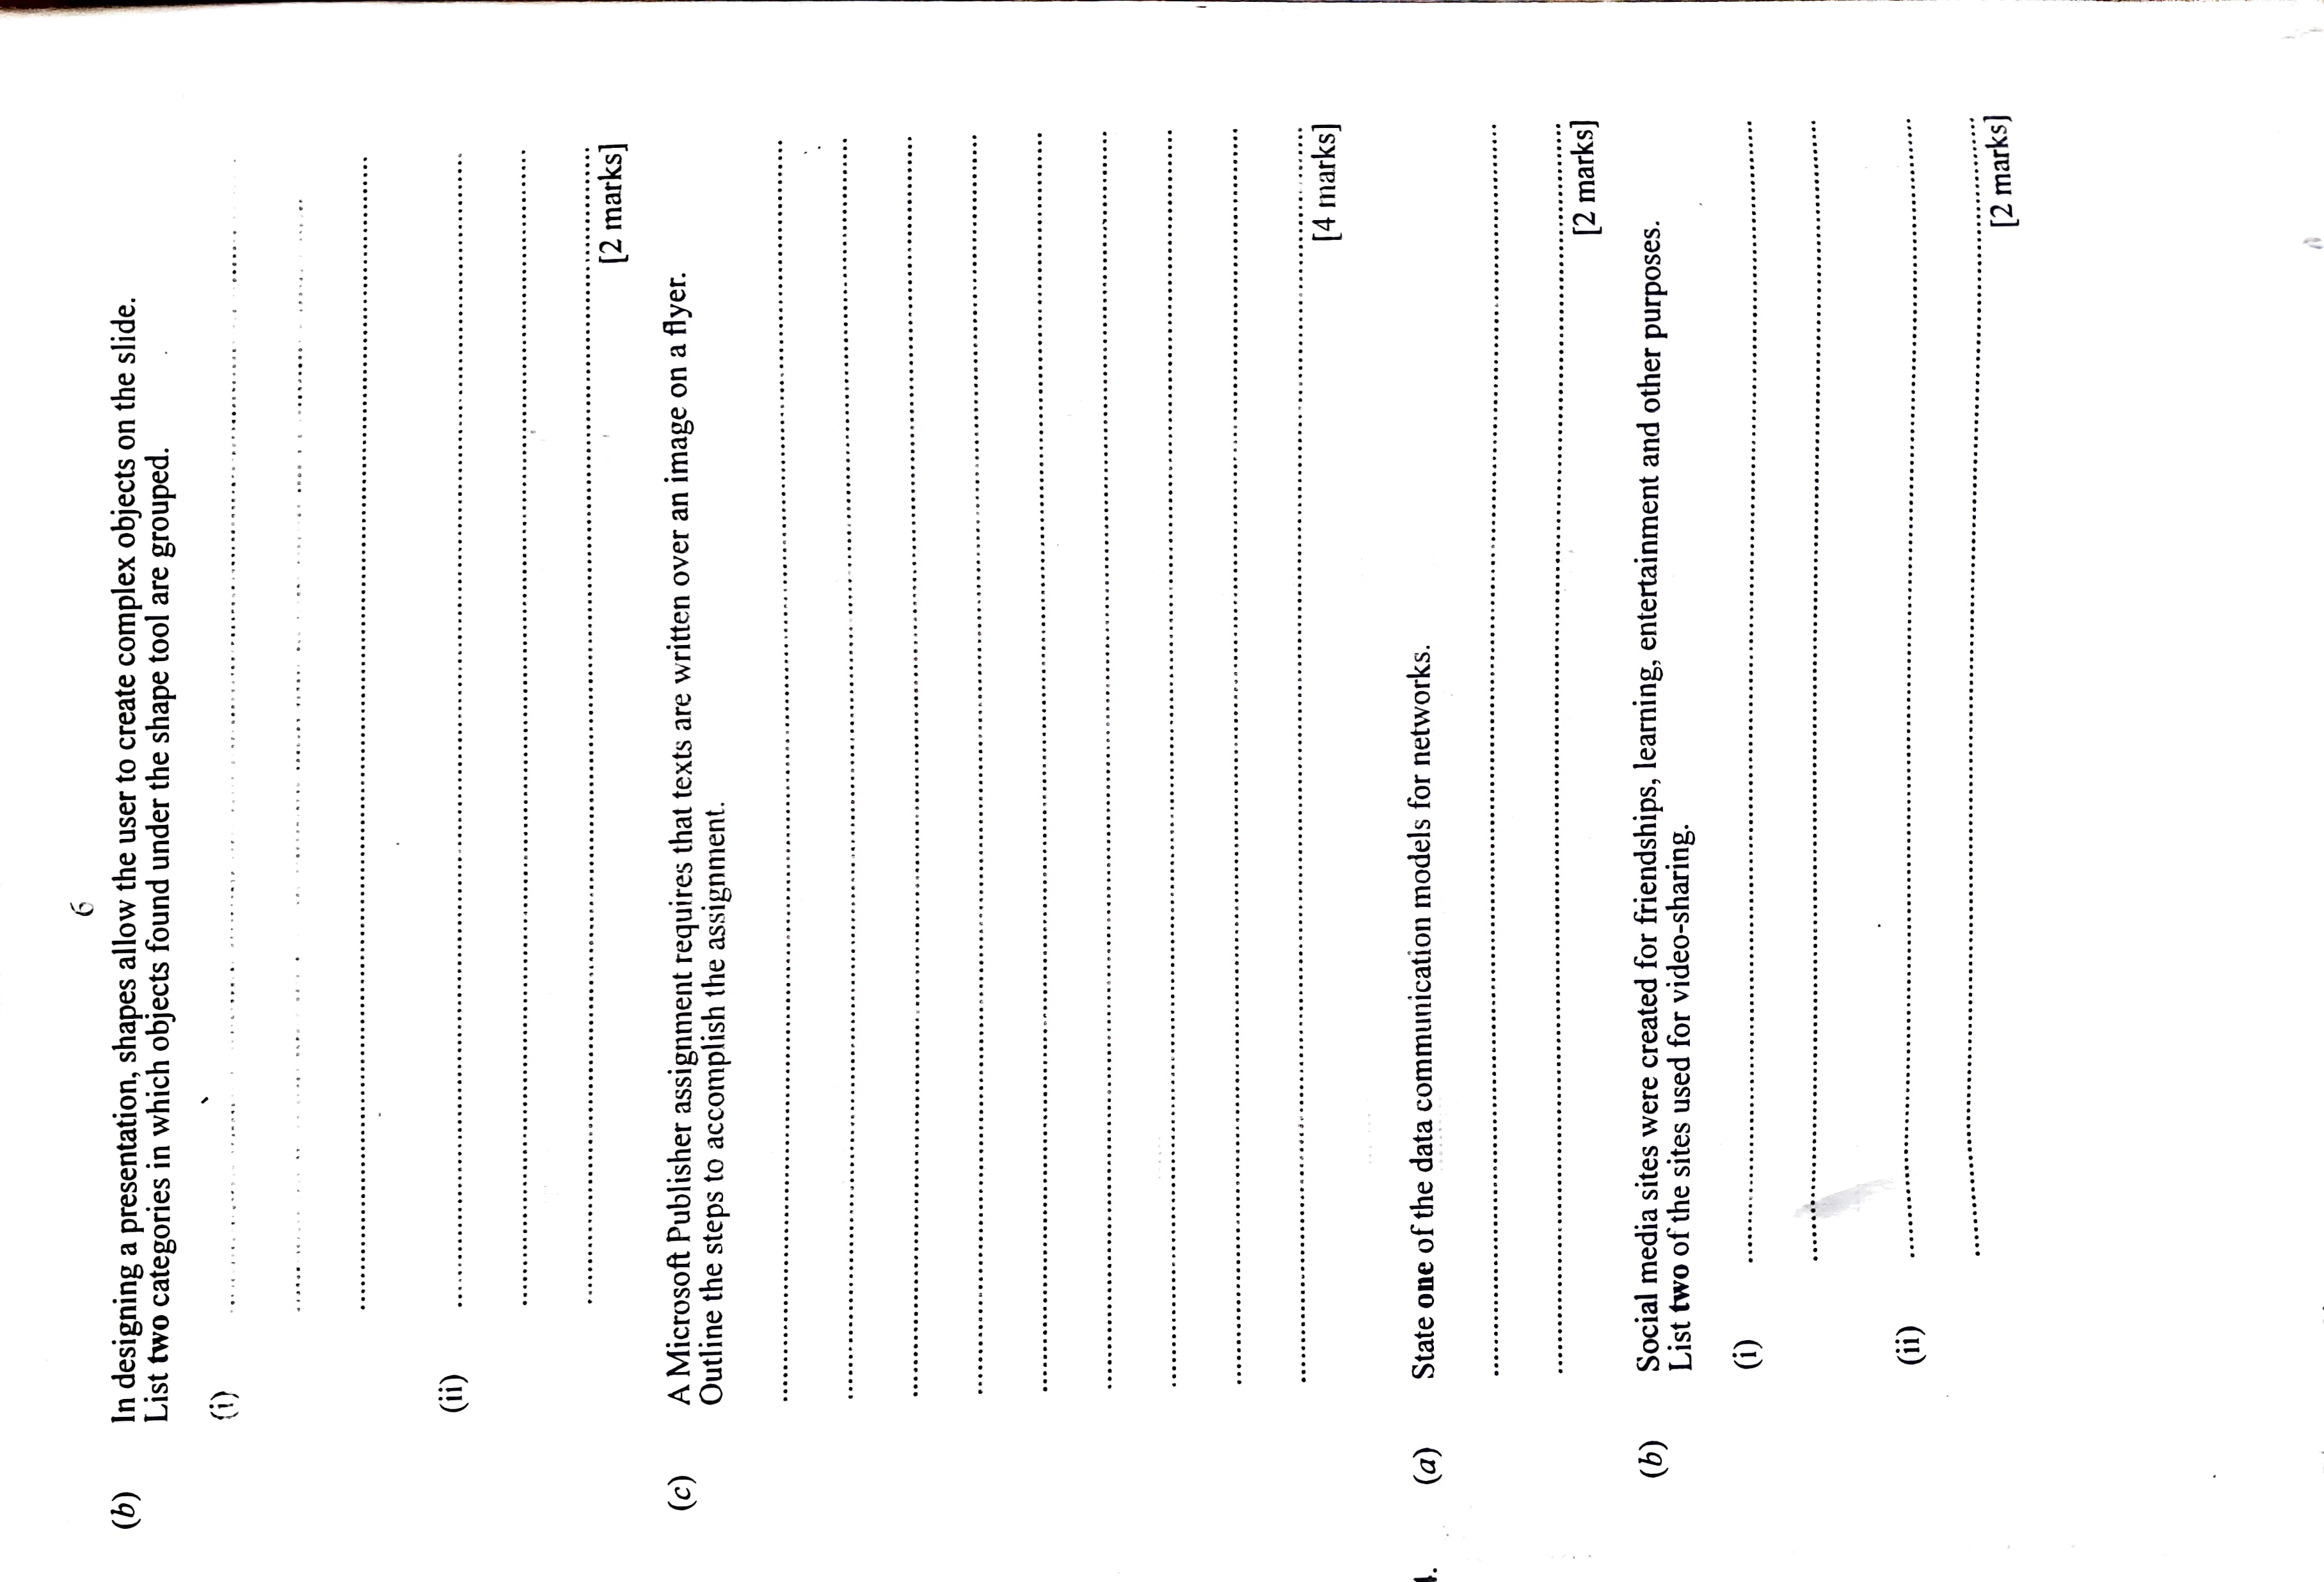 6
(b) In designing a presentation, shapes allow the user to create complex objects on the slide.
List two categories in which objects found under the shape tool are grouped.
(i)
(ii)
[2 marks]
(c) A Microsoft Publisher assignment requires that texts are written over an image on a flyer.
Outline the steps to accomplish the assignment.
[4 marks]
(a) State one of the data communication models for networks.
[2 marks]
(b) Social media sites were created for friendships, learning, entertainment and other purposes.
List two of the sites used for video-sharing.
(i)
(ii)
[2 marks]